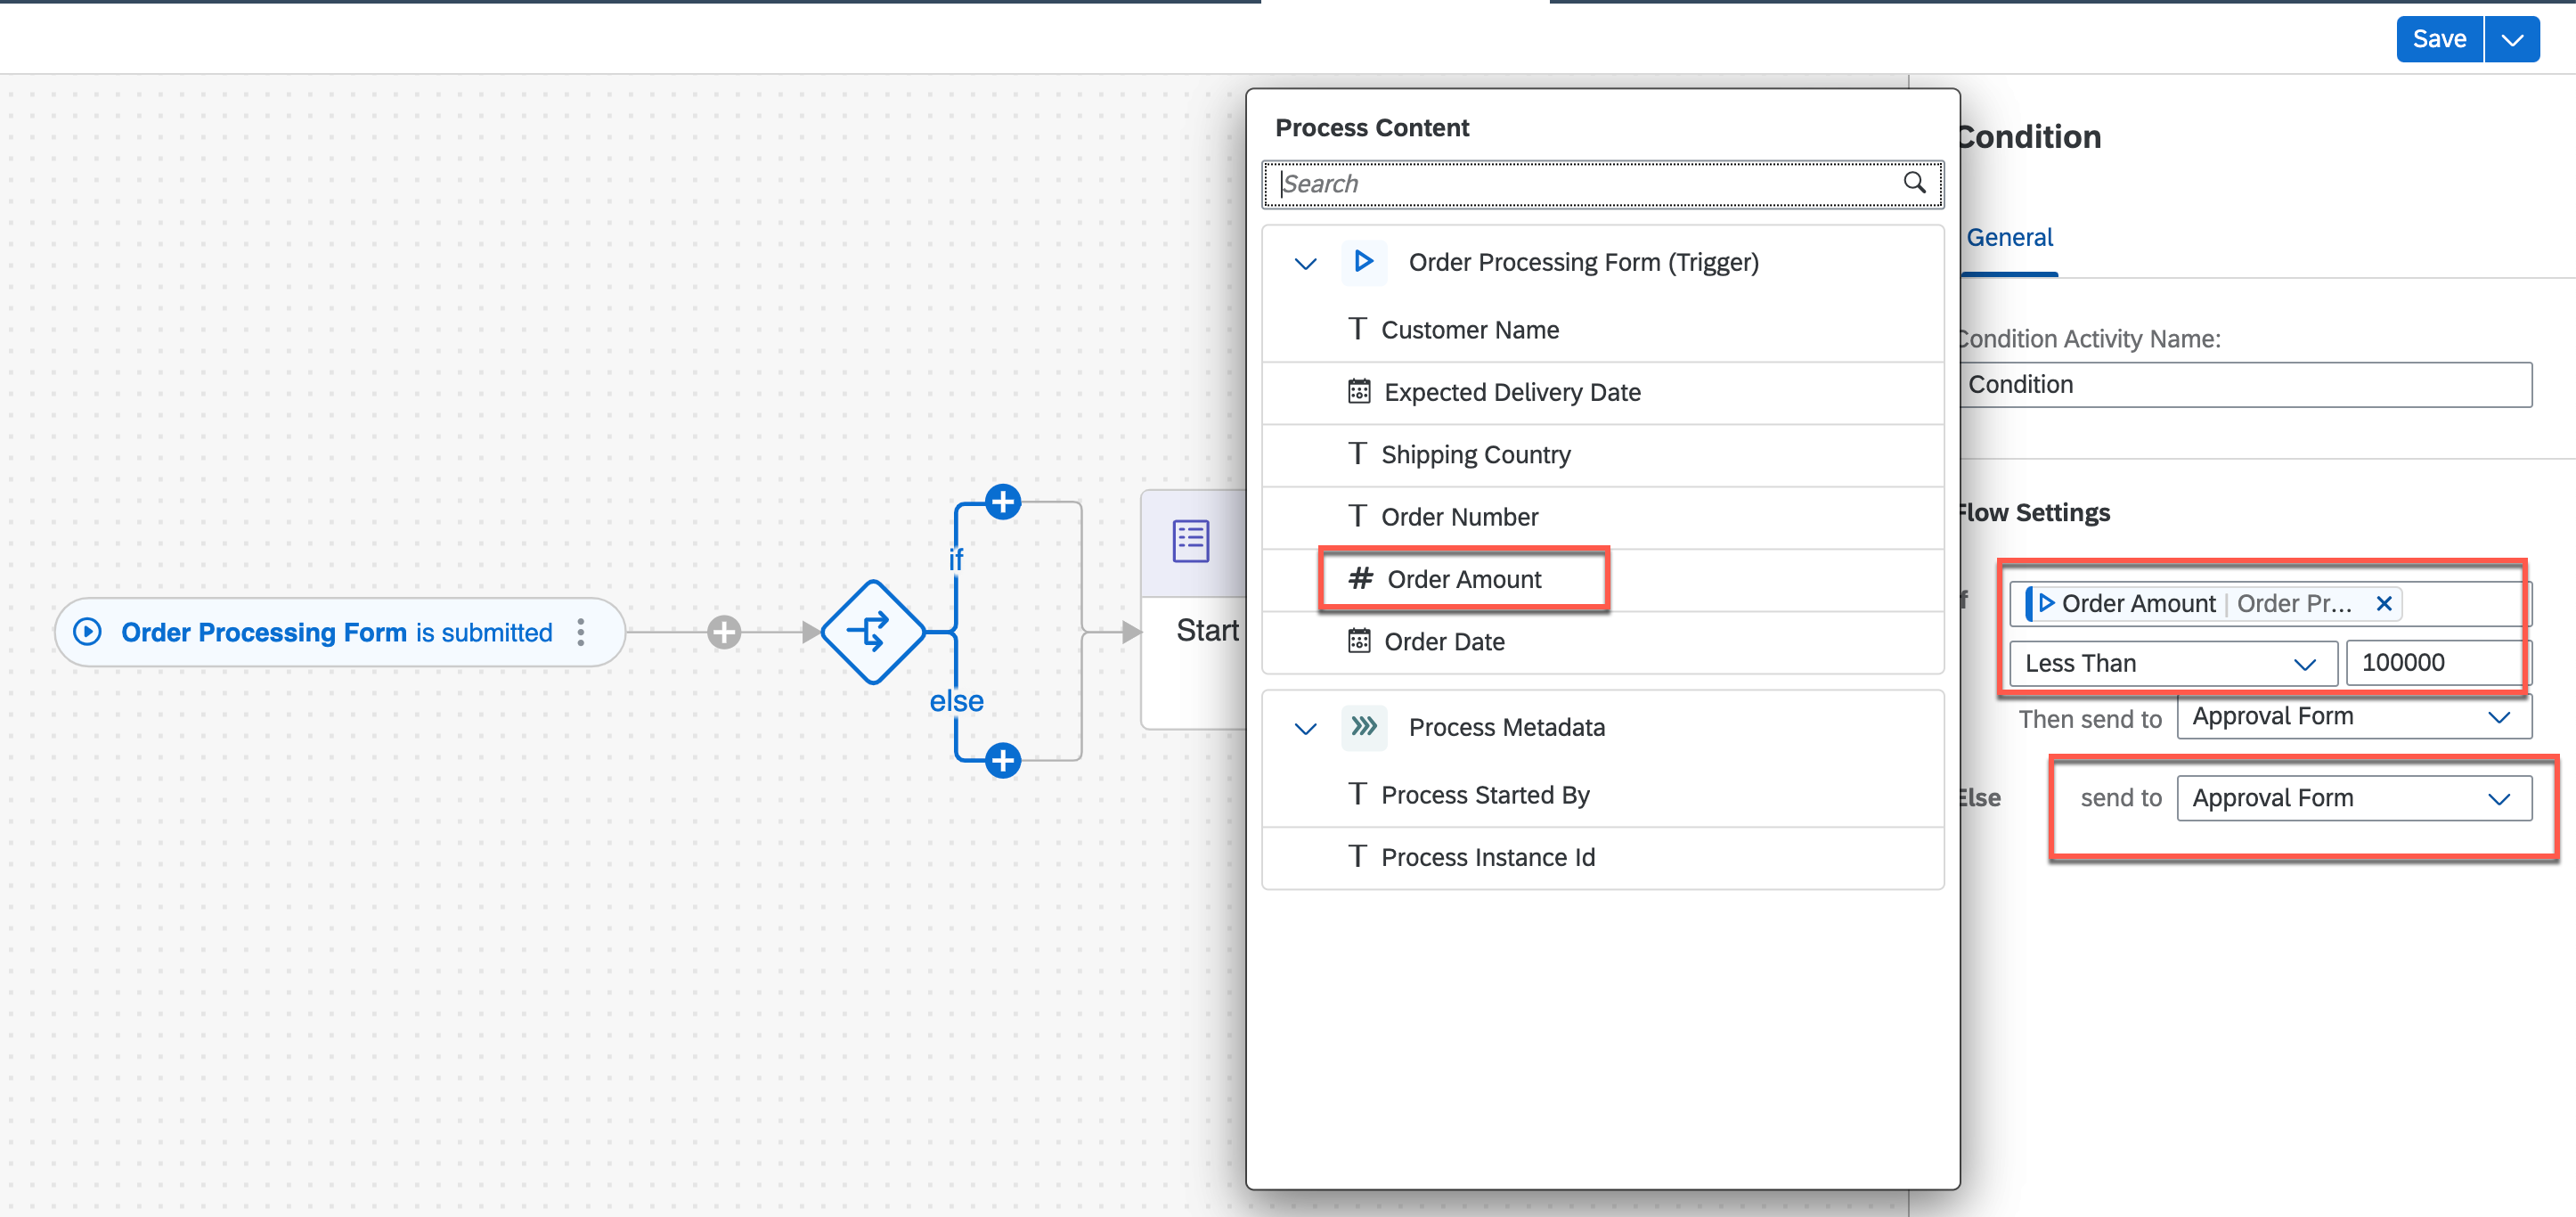 Save
Process Content
Search
Order Processing Form (Trigger)
Customer Name
Expected Delivery Date
Shipping Country
Order Number
# Order Amount
Order Date
Process Metadata
Process Started By
Process Instance Id
Order Processing Form is submitted
if
else
Start
Condition
General
Condition Activity Name:
Condition
Flow Settings
f
Order Amount | Order Pr...
Less Than
100000
Then send to
Approval Form
Else
send to
Approval Form